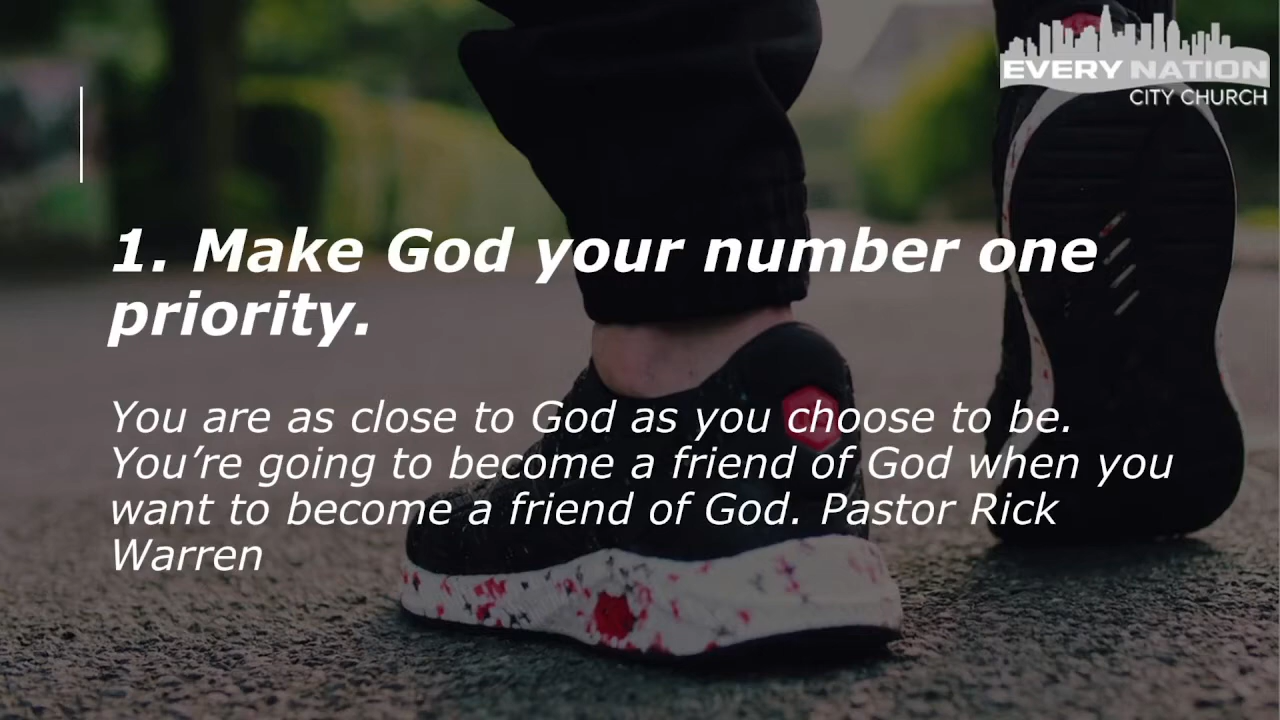 EVERY NATION
CITY CHURCH
1. Make God your number one
priority.
You are as close to God as you choose to be.
You’re going to become a friend of God when you
want to become a friend of God. Pastor Rick
Warren